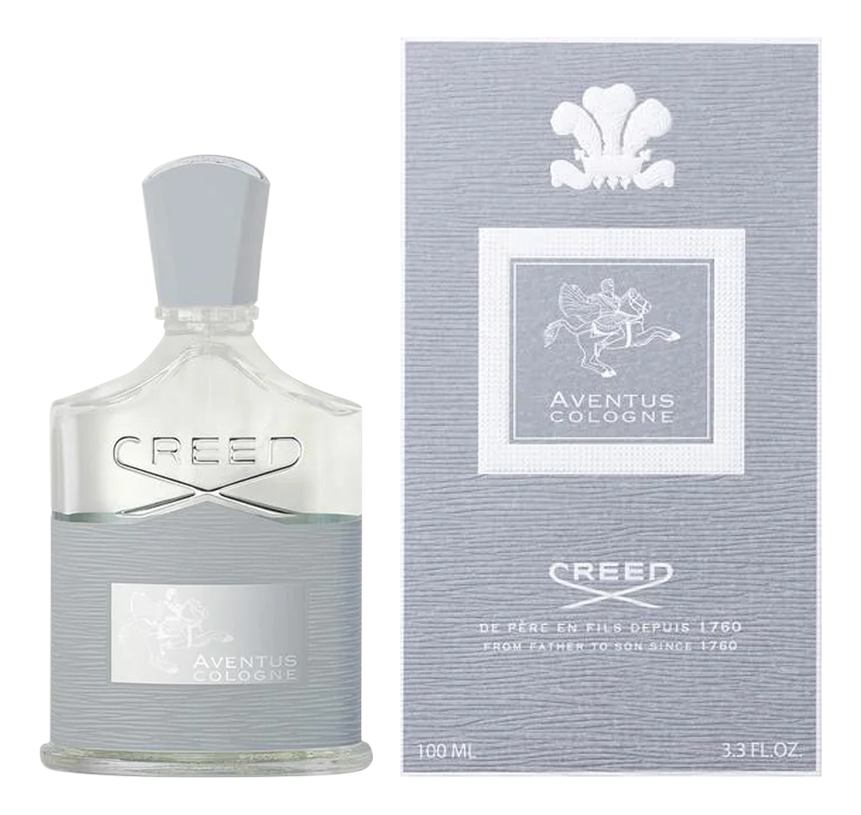 CREED
AVENTUS
COLOGNE
AVENTUS
COLOGNE
CREED
DE PÈRE EN FILS DEPUIS 1760
FROM FATHER TO SON SINCE 1760
100 ML
3.3 FL.OZ.